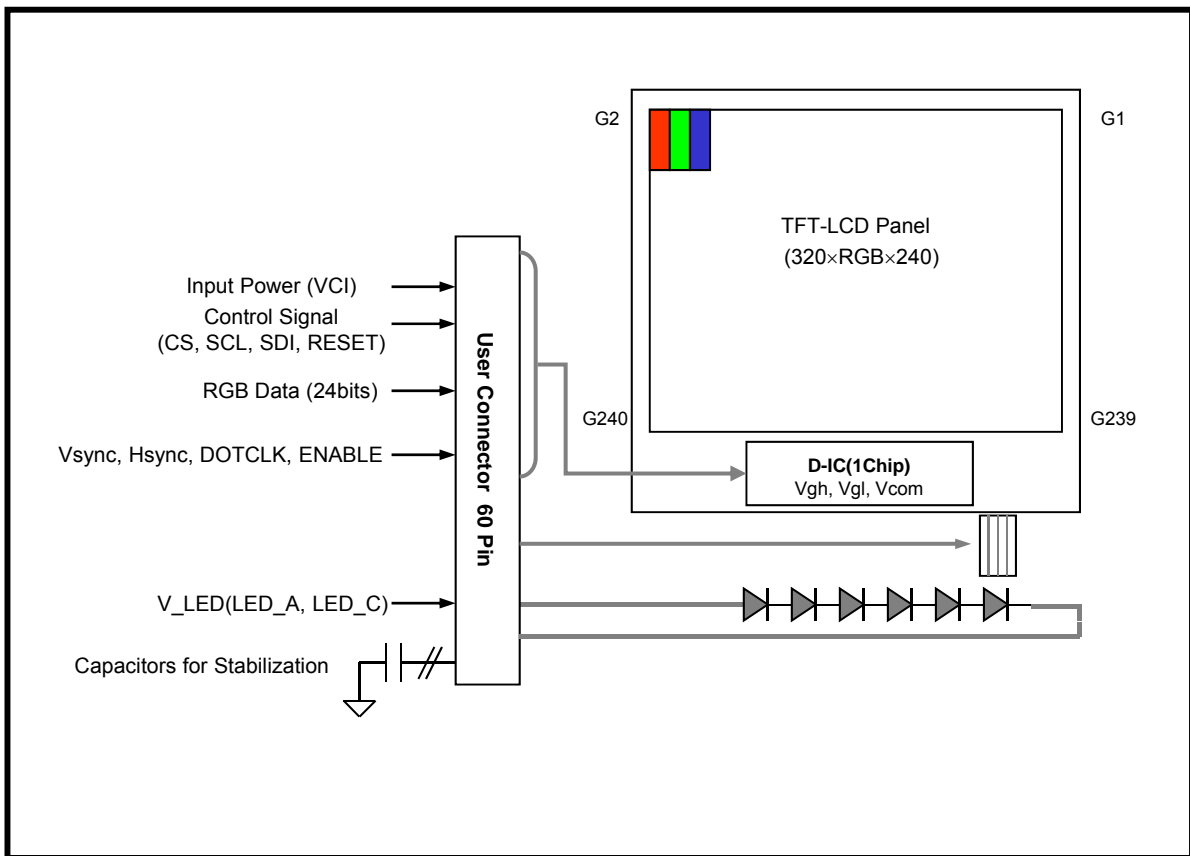 G2
G1
TFT-LCD Panel
(320×RGB×240)
Input Power (VCI)
Control Signal
(CS, SCL, SDI, RESET)
RGB Data (24bits)
Vsync, Hsync, DOTCLK, ENABLE
User Connector 60 Pin
G240
G239
D-IC(1Chip)
Vgh, Vgl, Vcom
V_LED(LED_A, LED_C)
Capacitors for Stabilization